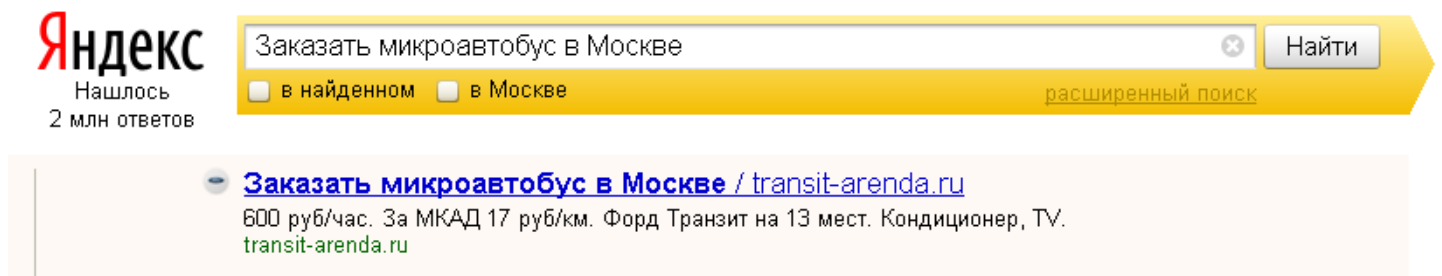 Яндекс
Нашлось
2 млн ответов
Заказать микроавтобус в Москве
Найти
в найденном в Москве
расширенный поиск
Заказать микроавтобус в Москве / transit-arenda.ru
600 руб/час. За МКАД 17 руб/км. Форд Транзит на 13 мест. Кондиционер, TV.
transit-arenda.ru